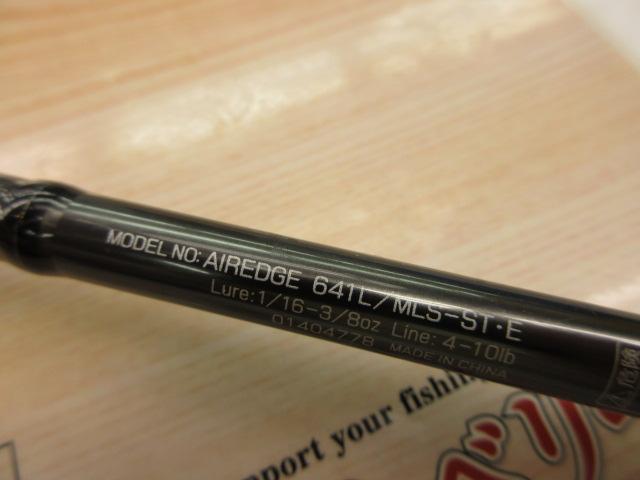 MODEL NO: AIREDGE 641L/MLS-ST・E
Lure:1/16-3/8oz Line: 4-10lb
01404778 MADE IN CHINA
pport your fishin